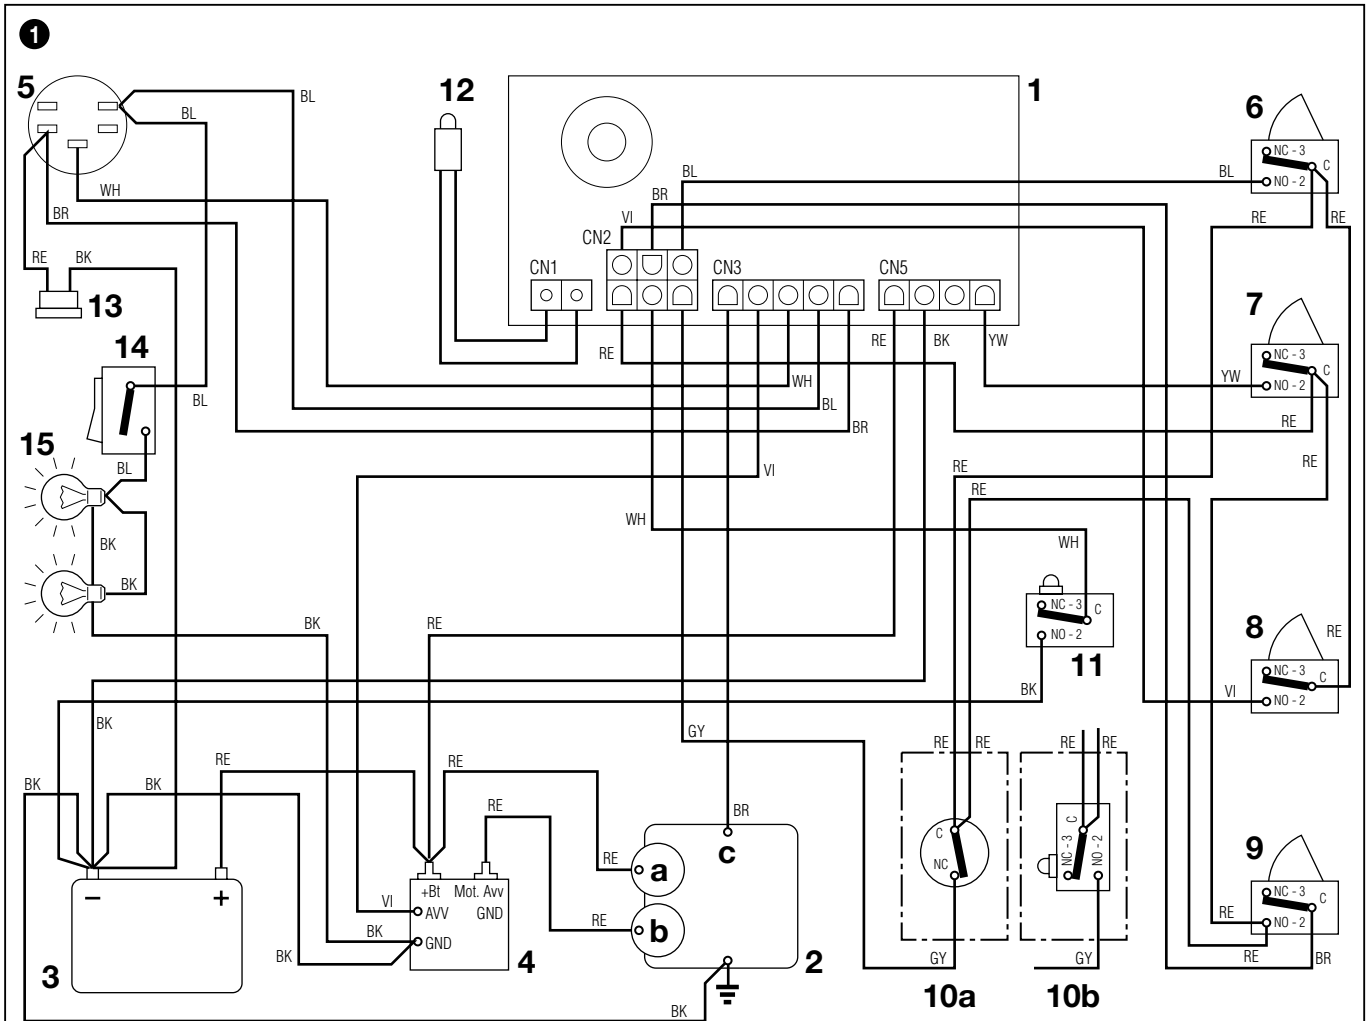 1
5
12
1
6
BL
BL
BL
BL
NC - 3
C
NO - 2
WH
BR
VI
BR
CN2
RE
RE
RE
BK
CN1
CN3
CN5
13
7
14
RE
RE
BK
YW
NC - 3
C
NO - 2
WH
YW
BL
BL
BR
RE
15
BL
VI
RE
RE
RE
WH
BK
WH
BK
NC - 3
C
NO - 2
11
8
BK
RE
RE
NC - 3
C
NO - 2
BK
VI
BK
GY
RE
RE
RE
RE
RE
RE
BK
BK
RE
BR
RE
a
c
C
NC
C
NC - 3
NO - 2
9
+Bt
Mot. Avv
NC - 3
C
NO - 2
–
+
VI
AVV
GND
RE
RE
b
BK
GND
BK
3
4
2
GY
GY
RE
BR
10a
10b
BK